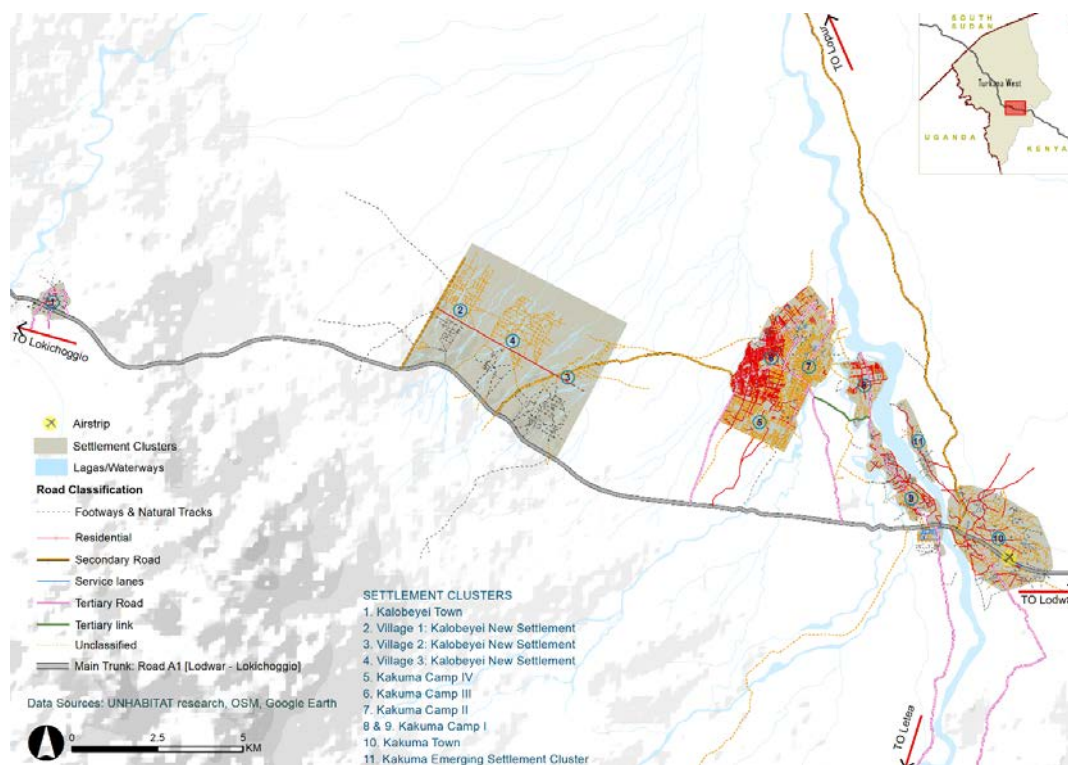 SOUTH
SUDAN
Turkana West
UGANDA
KENYA
TO Lopur
1
2
4
3
6
7
5
8
11
9
10
TO Lokichoggio
TO Lodwa
TO Letea
Airstrip
Settlement Clusters
Lagas/Waterways
Road Classification
Footways & Natural Tracks
Residential
Secondary Road
Service lanes
Tertiary Road
Tertiary link
Unclassified
Main Trunk: Road A1 [Lodwar - Lokichoggio]
Data Sources: UNHABITAT research, OSM, Google Earth
0 2.5 5
KM
SETTLEMENT CLUSTERS
1. Kalobeyei Town
2. Village 1: Kalobeyei New Settlement
3. Village 2: Kalobeyei New Settlement
4. Village 3: Kalobeyei New Settlement
5. Kakuma Camp IV
6. Kakuma Camp III
7. Kakuma Camp II
8 & 9. Kakuma Camp I
10. Kakuma Town
11. Kakuma Emerging Settlement Cluster